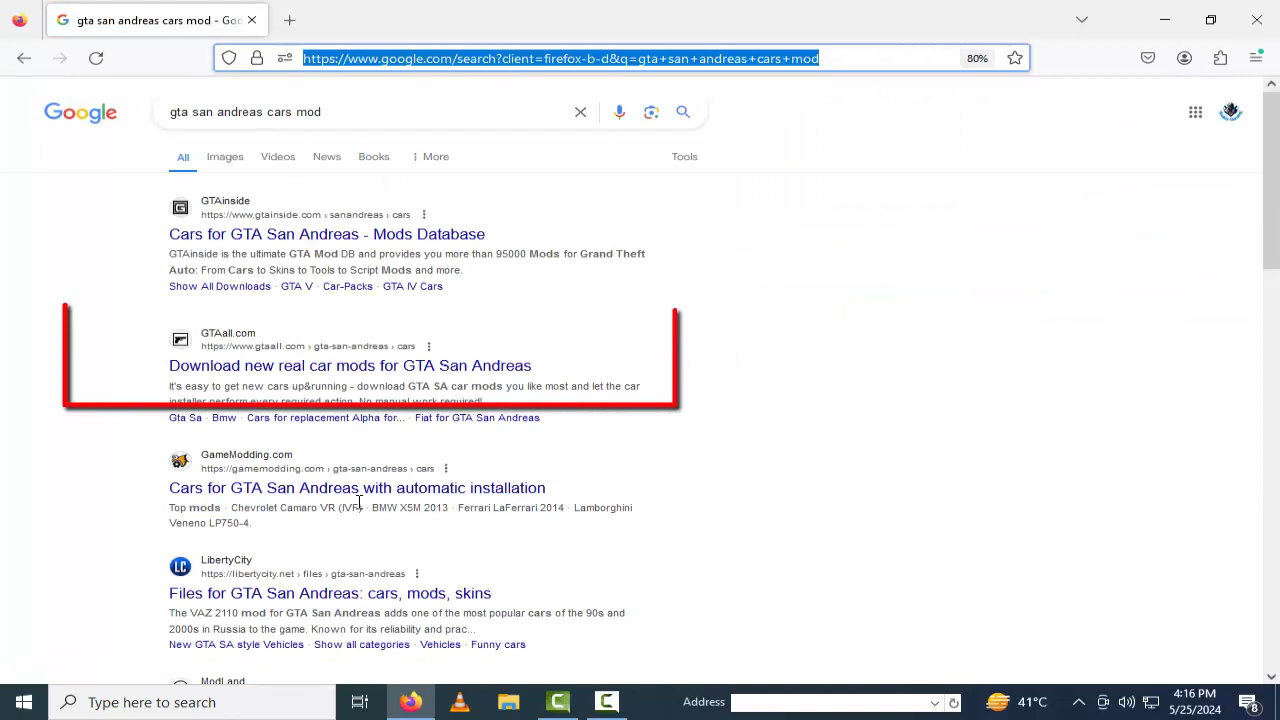 gta san andreas cars mod - Goo
https://www.google.com/search?client=firefox-b-d&q=gta+san+andreas+cars+mod
80%
Google
gta san andreas cars mod
All
Images
Videos
News
Books
More
Tools
GTAinside
https://www.gtainside.com › sanandreas › cars
Cars for GTA San Andreas - Mods Database
GTAinside is the ultimate GTA Mod DB and provides you more than 95000 Mods for Grand Theft
Auto: From Cars to Skins to Tools to Script Mods and more.
Show All Downloads · GTA V · Car-Packs · GTA IV Cars
GTAall.com
https://www.gtaall.com › gta-san-andreas › cars
Download new real car mods for GTA San Andreas
It's easy to get new cars up&running - download GTA SA car mods you like most and let the car
installer perform every required action. No manual work required!
Gta Sa · Bmw · Cars for replacement Alpha for... · Fiat for GTA San Andreas
GameModding.com
https://gamemodding.com › gta-san-andreas › cars
Cars for GTA San Andreas with automatic installation
Top mods · Chevrolet Camaro VR (IVF) · BMW X5M 2013 · Ferrari LaFerrari 2014 · Lamborghini
Veneno LP750-4.
LC
LibertyCity
https://libertycity.net › files › gta-san-andreas
Files for GTA San Andreas: cars, mods, skins
The VAZ 2110 mod for GTA San Andreas adds one of the most popular cars of the 90s and
2000s in Russia to the game. Known for its reliability and prac...
New GTA SA style Vehicles · Show all categories · Vehicles · Funny cars
ModLand
Type here to search
Address
41°C
4:16 PM
5/25/2024
8